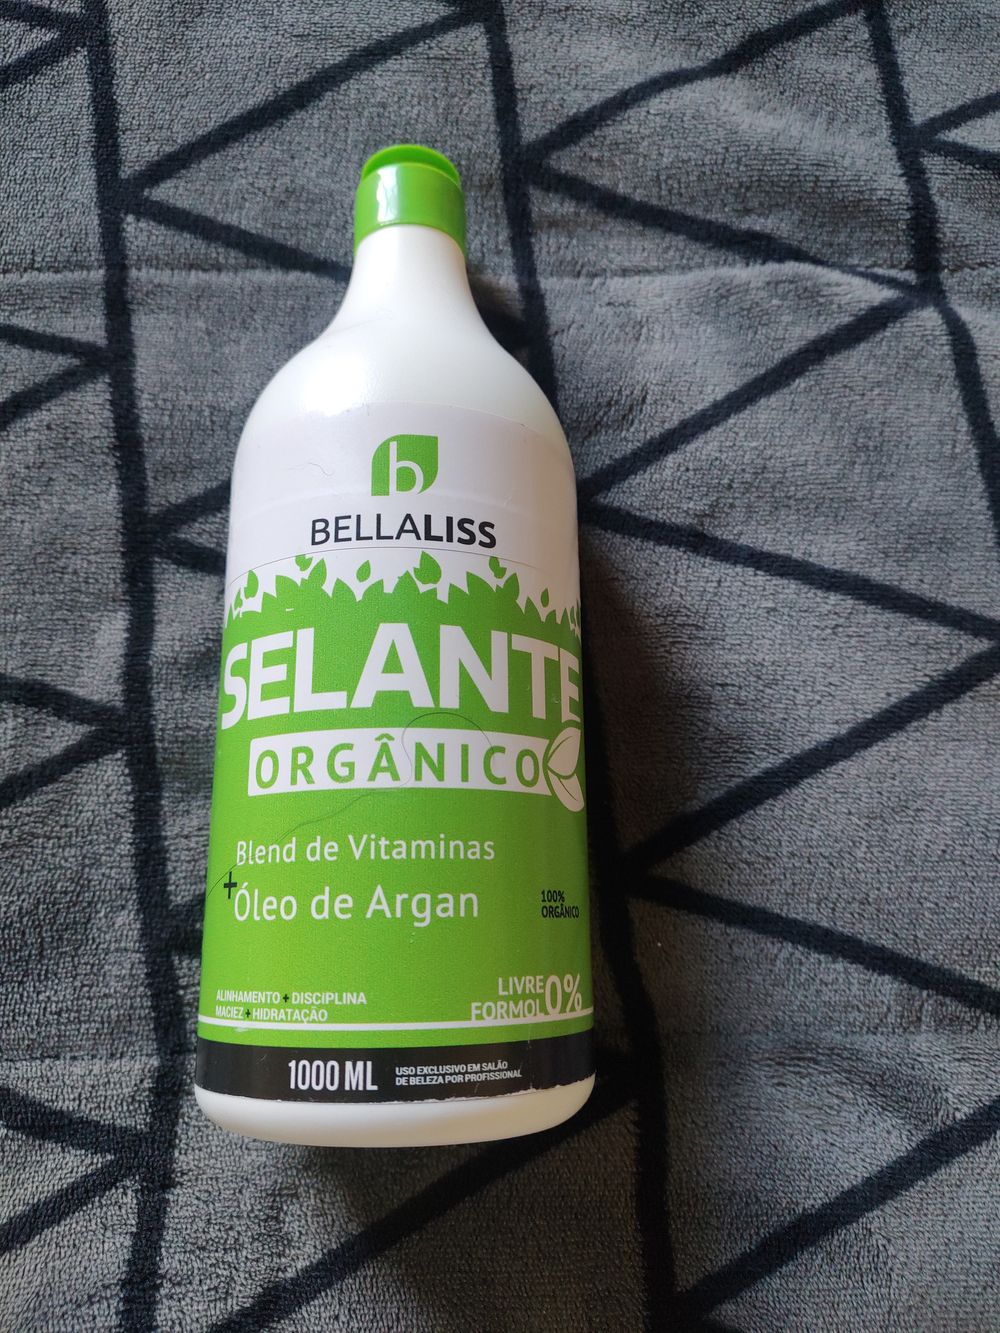 b
BELLALISS
SELANTE
ORGÂNICO
Blend de Vitaminas
+
Óleo de Argan
100%
ORGÂNICO
ALINHAMENTO + DISCIPLINA
MACIEZ + HIDRATAÇÃO
LIVRE
FORMOL 0%
1000 ML
USO EXCLUSIVO EM SALÃO
DE BELEZA POR PROFISSIONAL